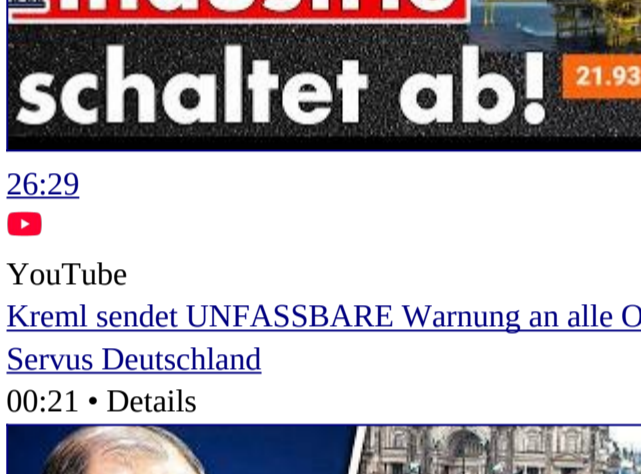 schaltet ab!
21.93
26:29
YouTube
Kreml sendet UNFASSBARE Warnung an alle O
Servus Deutschland
00:21 • Details